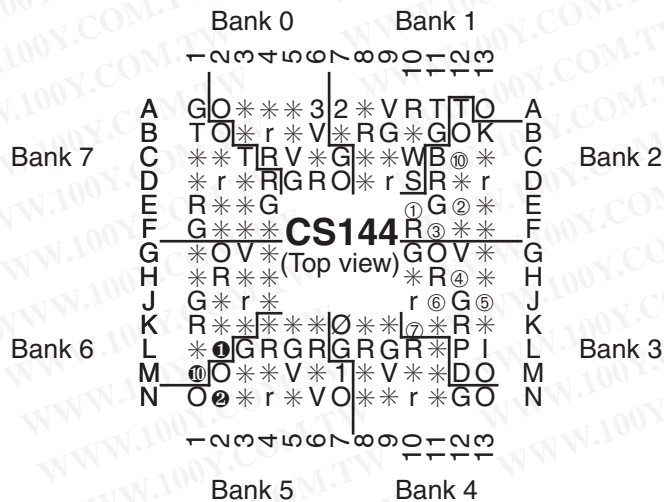 Bank 0 Bank 1
1 2 3 4 5 6 7 8 9 10 11 12 13
A G O * * * 3 2 * V R T T O A
B T O * r * V * R G * G O K B
Bank 7 C * * T R V * G * * W B ⑩ * C Bank 2
D * r * R G R O * r S R * r D
E R * * G ① G ② * E
F G * * * CS144 R ③ * * F
G * O V * (Top view) G O V * G
H * R * * * R ④ * H
J G * r * r ⑥ G ⑤ J
K R * * * * * Ø * * ⑦ * R * K
Bank 6 L * ❶ G R G R G R G R * P I L Bank 3
M ❿ O * * V * 1 * V * * D O M
N O ❷ * r * V O * * r * G O N
1 2 3 4 5 6 7 8 9 10 11 12 13
Bank 5 Bank 4
WWW.100Y.COM.TW